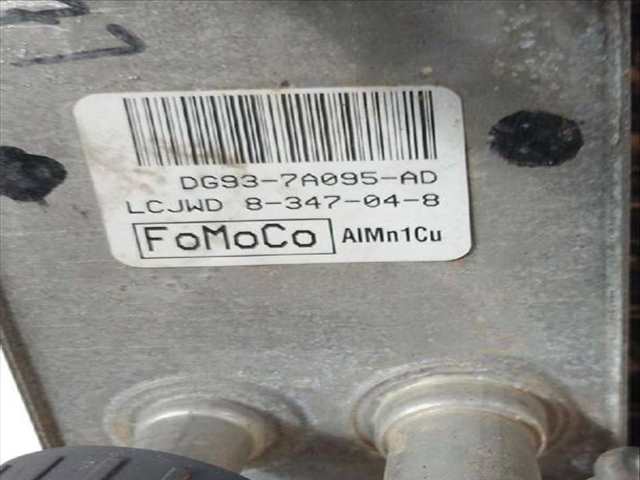 DG93-7A095-AD
LCJWD 8-347-04-8
FoMoCo AlMn1Cu